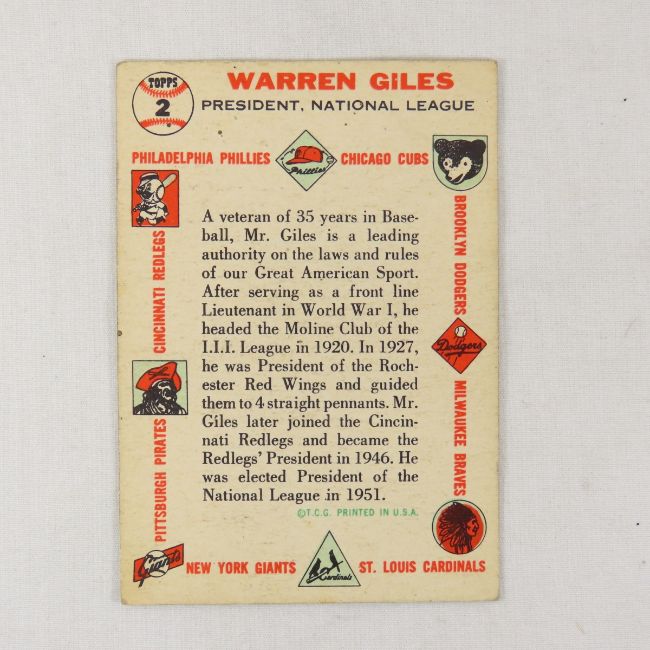 TOPPS
2
WARREN GILES
PRESIDENT, NATIONAL LEAGUE
PHILADELPHIA PHILLIES
Phillies
CHICAGO CUBS
BROOKLYN DODGERS
Dodgers
MILWAUKEE BRAVES
CINCINNATI REDLEGS
PITTSBURGH PIRATES
A veteran of 35 years in Base-
ball, Mr. Giles is a leading
authority on the laws and rules
of our Great American Sport.
After serving as a front line
Lieutenant in World War I, he
headed the Moline Club of the
I.I.I. League in 1920. In 1927,
he was President of the Roch-
ester Red Wings and guided
them to 4 straight pennants. Mr.
Giles later joined the Cincin-
nati Redlegs and became the
Redlegs' President in 1946. He
was elected President of the
National League in 1951.
©T.C.G. PRINTED IN U.S.A.
Giants
NEW YORK GIANTS
Cardinals
ST. LOUIS CARDINALS